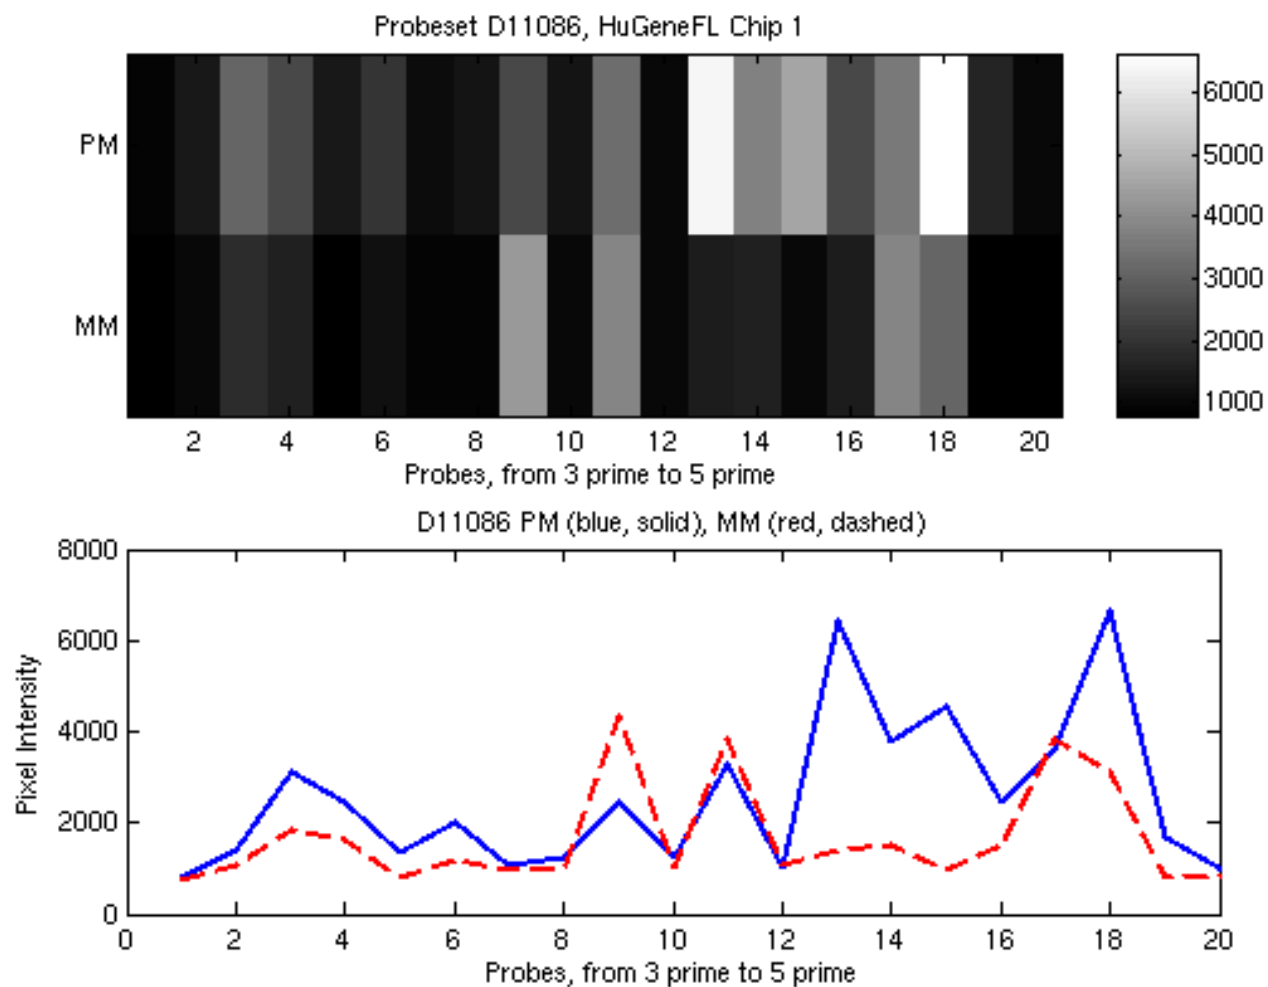 Probeset D11086, HuGeneFL Chip 1
PM
MM
6000
5000
4000
3000
2000
1000
2 4 6 8 10 12 14 16 18 20
Probes, from 3 prime to 5 prime
D11086 PM (blue, solid), MM (red, dashed)
Pixel Intensity
8000
6000
4000
2000
0
0 2 4 6 8 10 12 14 16 18 20
Probes, from 3 prime to 5 prime